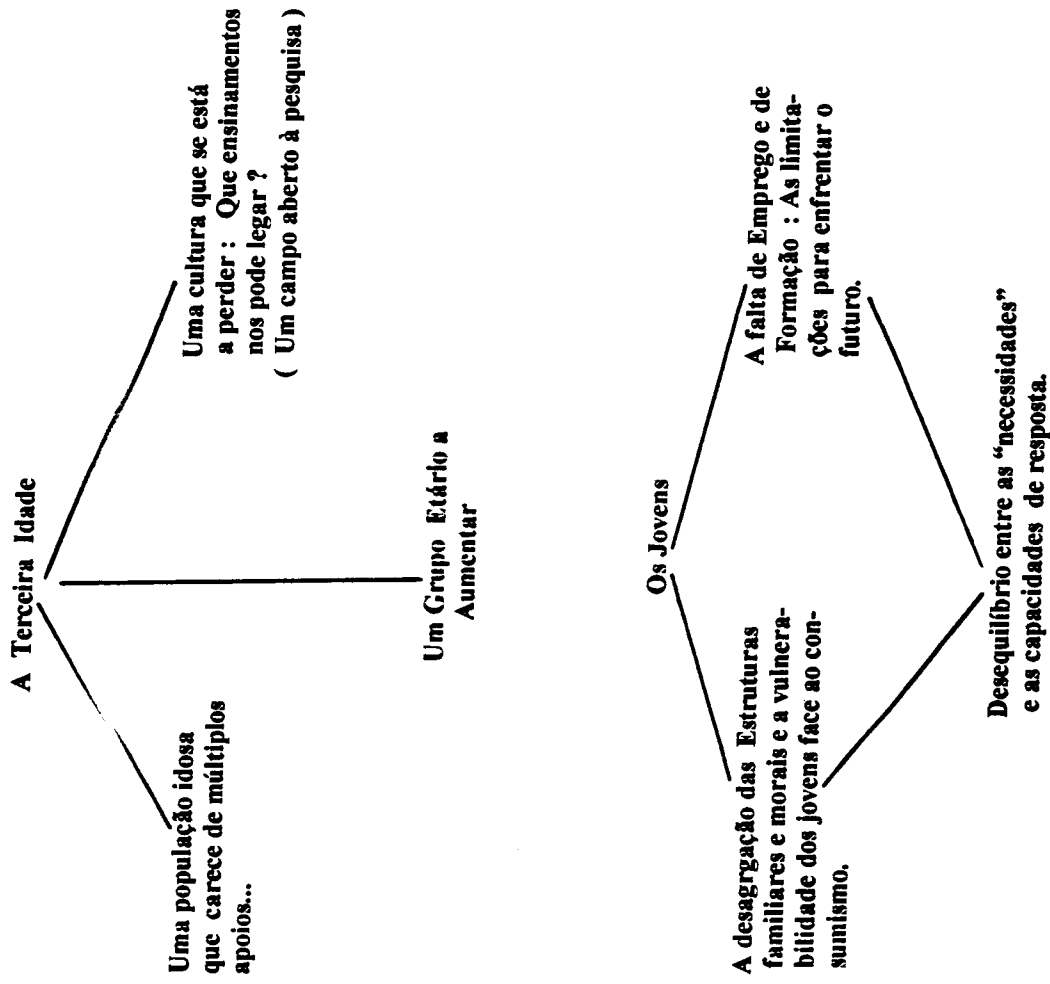 A Terceira Idade
Uma população idosa
que carece de múltiplos
apoios...
Um Grupo Etário a
Aumentar
Uma cultura que se está
a perder : Que ensinamentos
nos pode legar ?
( Um campo aberto à pesquisa )
Os Jovens
A desagrgação das Estruturas
familiares e morais e a vulnera-
bilidade dos jovens face ao con-
sumismo.
A falta de Emprego e de
Formação : As limita-
ções para enfrentar o
futuro.
Desequilíbrio entre as “necessidades”
e as capacidades de resposta.